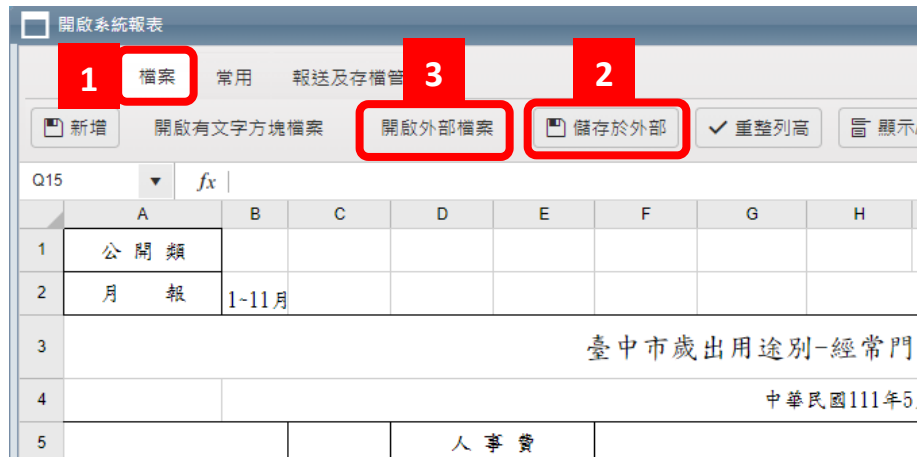 開啟系統報表
1 檔案 常用 報送及存檔管 3 2
新增 開啟有文字方塊檔案 開啟外部檔案 儲存於外部 重整列高 顯示
Q15 fx
A B C D E F G H
1 公開類
2 月 報 1~11月
3 臺中市歲出用途別-經常門
4 中華民國111年5
5 人事費